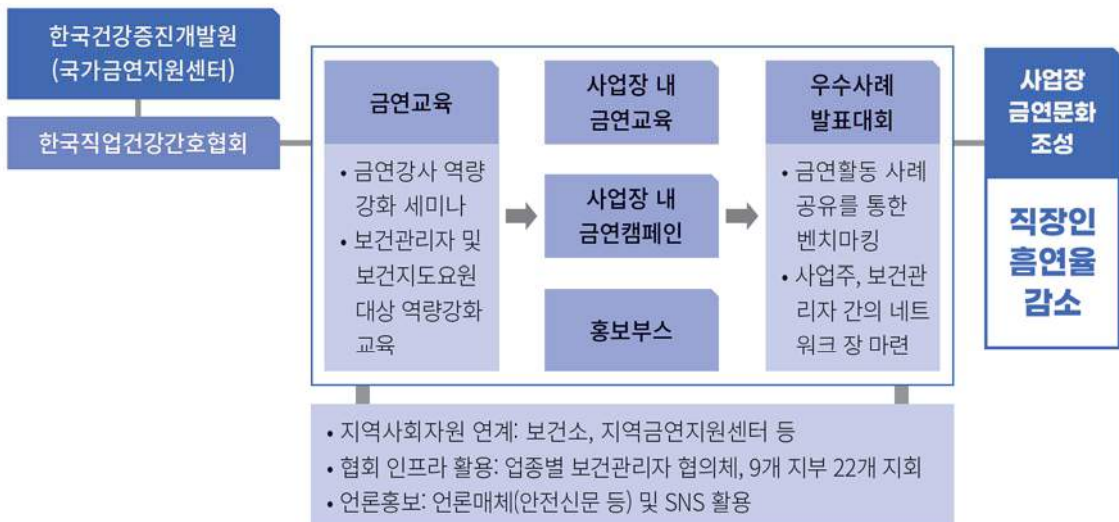 한국건강증진개발원
(국가금연지원센터)
한국직업건강간호협회
금연교육
• 금연강사 역량
강화 세미나
• 보건관리자 및
보건지도요원
대상 역량강화
교육
사업장 내
금연교육
사업장 내
금연캠페인
홍보부스
우수사례
발표대회
• 금연활동 사례
공유를 통한
벤치마킹
• 사업주, 보건관
리자 간의 네트
워크 장 마련
사업장
금연문화
조성
직장인
흡연율
감소
• 지역사회자원 연계: 보건소, 지역금연지원센터 등
• 협회 인프라 활용: 업종별 보건관리자 협의체, 9개 지부 22개 지회
• 언론홍보: 언론매체(안전신문 등) 및 SNS 활용